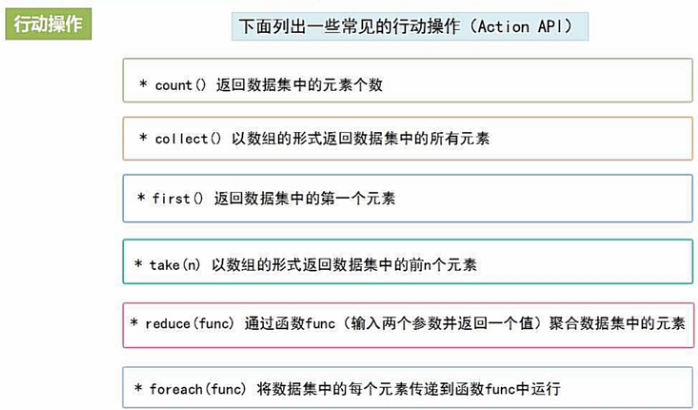 行动操作
下面列出一些常见的行动操作（Action API）
* count() 返回数据集中的元素个数
* collect() 以数组的形式返回数据集中的所有元素
* first() 返回数据集中的第一个元素
* take(n) 以数组的形式返回数据集中的前n个元素
* reduce(func) 通过函数func（输入两个参数并返回一个值）聚合数据集中的元素
* foreach(func) 将数据集中的每个元素传递到函数func中运行